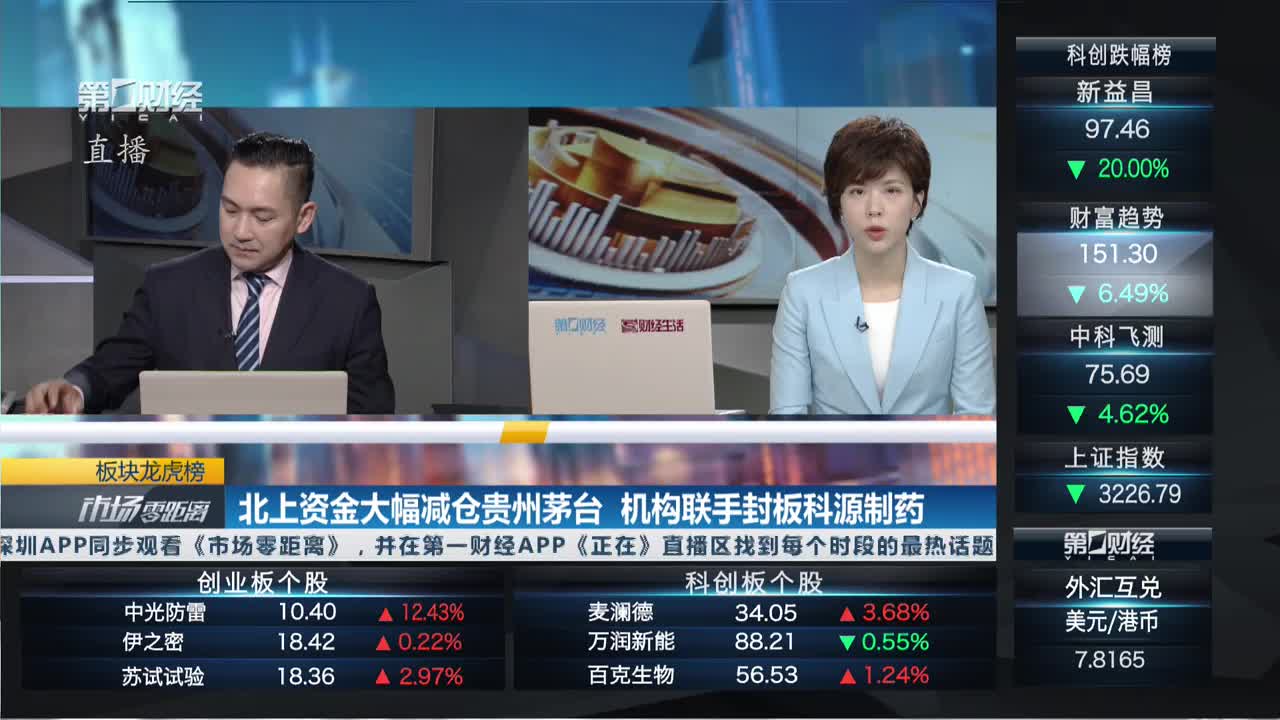 第一财经
YICAI
直播
第一财经 财经生活
板块龙虎榜
市场零距离
北上资金大幅减仓贵州茅台 机构联手封板科源制药
深圳APP同步观看《市场零距离》，并在第一财经APP《正在》直播区找到每个时段的最热话题
创业板个股
中光防雷 10.40 ▲ 12.43%
伊之密 18.42 ▲ 0.22%
苏试试验 18.36 ▲ 2.97%
科创板个股
麦澜德 34.05 ▲ 3.68%
万润新能 88.21 ▼ 0.55%
百克生物 56.53 ▲ 1.24%
科创跌幅榜
新益昌
97.46
▼ 20.00%
财富趋势
151.30
▼ 6.49%
中科飞测
75.69
▼ 4.62%
上证指数
▼ 3226.79
第一财经
YICAI
外汇互兑
美元/港币
7.8165